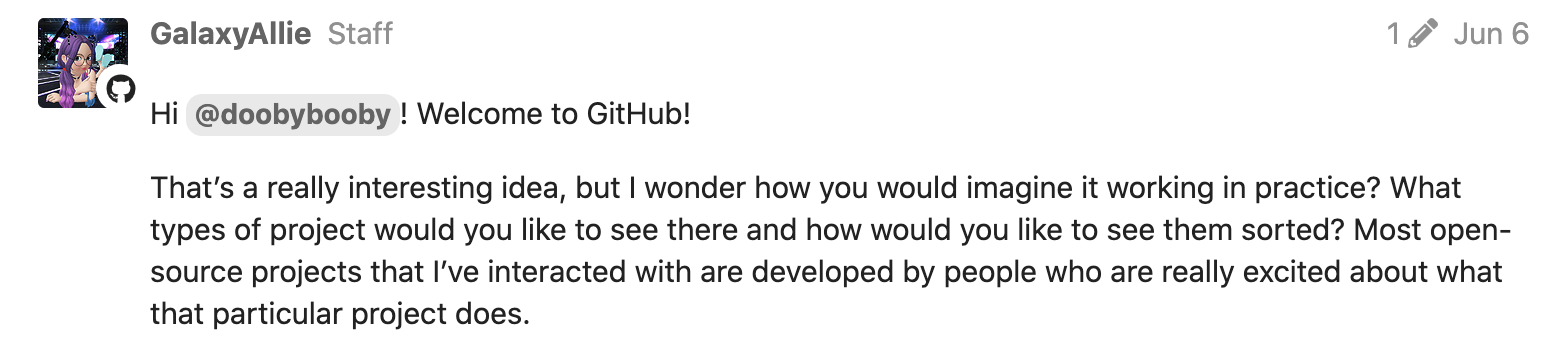 GalaxyAllie Staff 1 Jun 6
Hi @doobybooby! Welcome to GitHub!
That’s a really interesting idea, but I wonder how you would imagine it working in practice? What
types of project would you like to see there and how would you like to see them sorted? Most open-
source projects that I’ve interacted with are developed by people who are really excited about what
that particular project does.